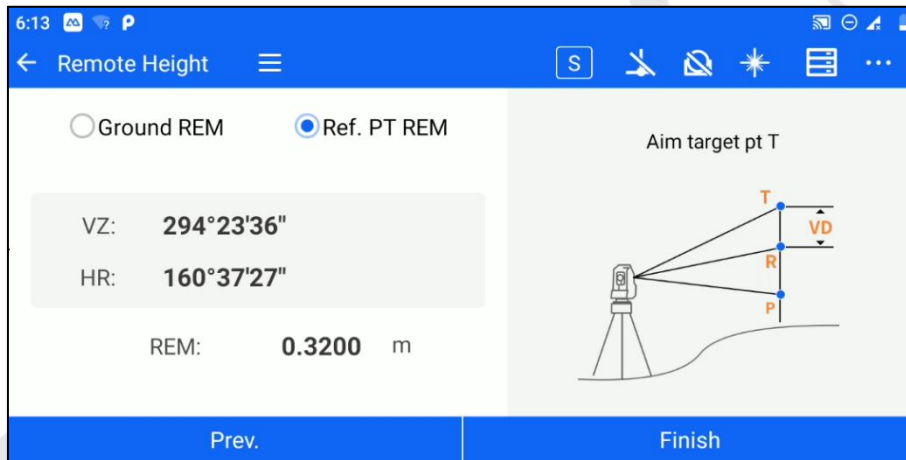 6:13
Remote Height
S
Ground REM
Ref. PT REM
VZ: 294°23'36"
HR: 160°37'27"
REM: 0.3200 m
Aim target pt T
T
VD
R
P
Prev.
Finish